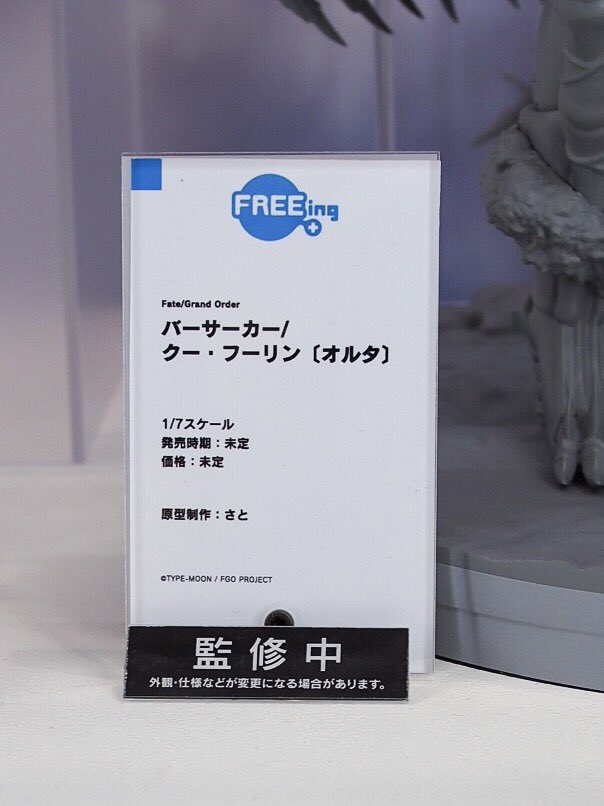 FREEing
Fate/Grand Order
バーサーカー/
クー・フーリン〔オルタ〕
1/7スケール
発売時期：未定
価格：未定
原型制作：さと
©TYPE-MOON / FGO PROJECT
監修中
外観・仕様などが変更になる場合があります。